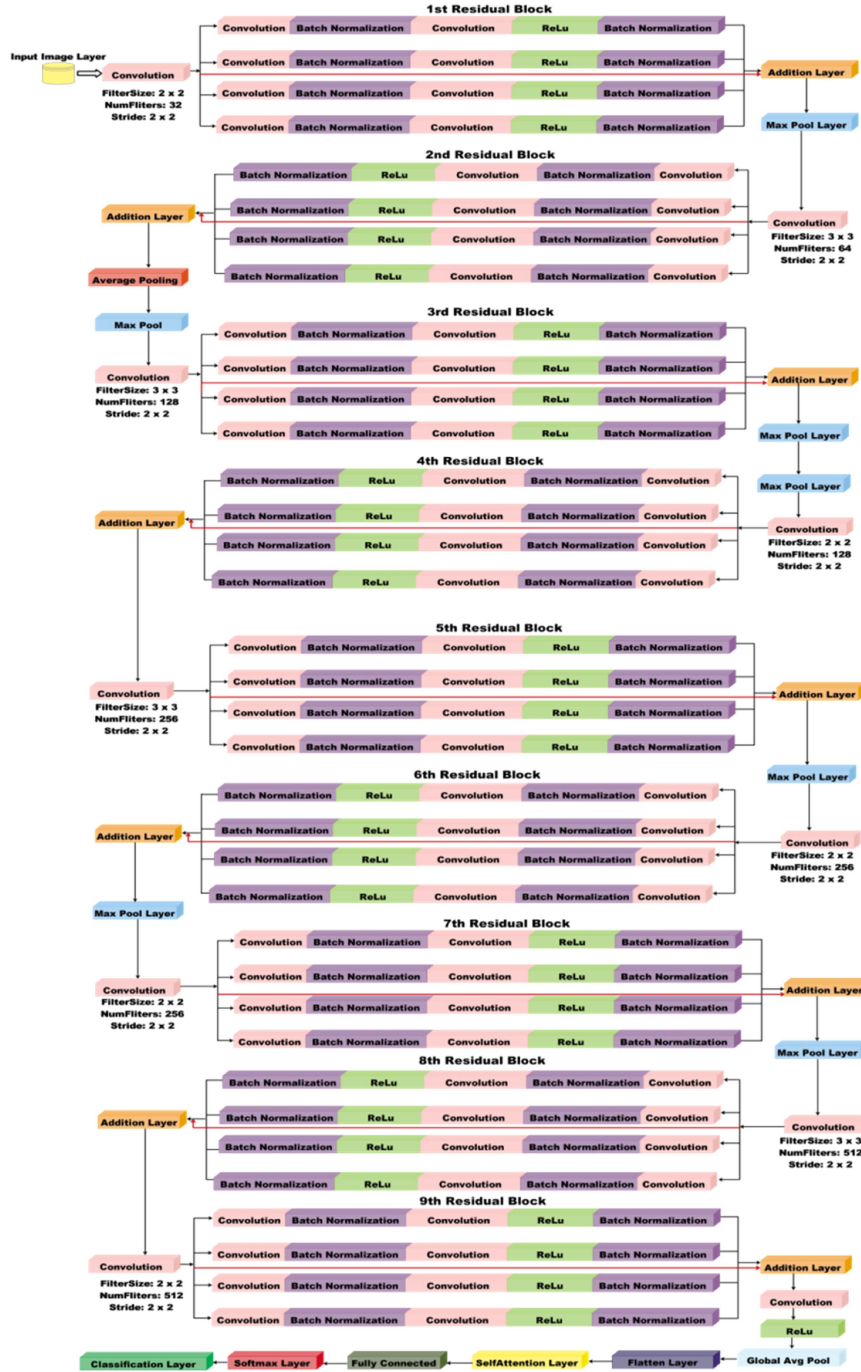 1st Residual Block
Input Image Layer
Convolution
FilterSize: 2 x 2
NumFliters: 32
Stride: 2 x 2
Convolution Batch Normalization Convolution ReLu Batch Normalization
Convolution Batch Normalization Convolution ReLu Batch Normalization
Convolution Batch Normalization Convolution ReLu Batch Normalization
Convolution Batch Normalization Convolution ReLu Batch Normalization
Addition Layer
Max Pool Layer
2nd Residual Block
Convolution
FilterSize: 3 x 3
NumFliters: 64
Stride: 2 x 2
Batch Normalization ReLu Convolution Batch Normalization Convolution
Batch Normalization ReLu Convolution Batch Normalization Convolution
Batch Normalization ReLu Convolution Batch Normalization Convolution
Batch Normalization ReLu Convolution Batch Normalization Convolution
Addition Layer
Average Pooling
Max Pool
3rd Residual Block
Convolution
FilterSize: 3 x 3
NumFliters: 128
Stride: 2 x 2
Convolution Batch Normalization Convolution ReLu Batch Normalization
Convolution Batch Normalization Convolution ReLu Batch Normalization
Convolution Batch Normalization Convolution ReLu Batch Normalization
Convolution Batch Normalization Convolution ReLu Batch Normalization
Addition Layer
Max Pool Layer
Max Pool Layer
4th Residual Block
Convolution
FilterSize: 2 x 2
NumFliters: 128
Stride: 2 x 2
Batch Normalization ReLu Convolution Batch Normalization Convolution
Batch Normalization ReLu Convolution Batch Normalization Convolution
Batch Normalization ReLu Convolution Batch Normalization Convolution
Batch Normalization ReLu Convolution Batch Normalization Convolution
Addition Layer
5th Residual Block
Convolution
FilterSize: 3 x 3
NumFliters: 256
Stride: 2 x 2
Convolution Batch Normalization Convolution ReLu Batch Normalization
Convolution Batch Normalization Convolution ReLu Batch Normalization
Convolution Batch Normalization Convolution ReLu Batch Normalization
Convolution Batch Normalization Convolution ReLu Batch Normalization
Addition Layer
Max Pool Layer
6th Residual Block
Convolution
FilterSize: 2 x 2
NumFliters: 256
Stride: 2 x 2
Batch Normalization ReLu Convolution Batch Normalization Convolution
Batch Normalization ReLu Convolution Batch Normalization Convolution
Batch Normalization ReLu Convolution Batch Normalization Convolution
Batch Normalization ReLu Convolution Batch Normalization Convolution
Addition Layer
Max Pool Layer
7th Residual Block
Convolution
FilterSize: 2 x 2
NumFliters: 256
Stride: 2 x 2
Convolution Batch Normalization Convolution ReLu Batch Normalization
Convolution Batch Normalization Convolution ReLu Batch Normalization
Convolution Batch Normalization Convolution ReLu Batch Normalization
Convolution Batch Normalization Convolution ReLu Batch Normalization
Addition Layer
Max Pool Layer
8th Residual Block
Convolution
FilterSize: 3 x 3
NumFliters: 512
Stride: 2 x 2
Batch Normalization ReLu Convolution Batch Normalization Convolution
Batch Normalization ReLu Convolution Batch Normalization Convolution
Batch Normalization ReLu Convolution Batch Normalization Convolution
Batch Normalization ReLu Convolution Batch Normalization Convolution
Addition Layer
9th Residual Block
Convolution
FilterSize: 2 x 2
NumFliters: 512
Stride: 2 x 2
Convolution Batch Normalization Convolution ReLu Batch Normalization
Convolution Batch Normalization Convolution ReLu Batch Normalization
Convolution Batch Normalization Convolution ReLu Batch Normalization
Convolution Batch Normalization Convolution ReLu Batch Normalization
Addition Layer
Convolution
ReLu
Global Avg Pool
Flatten Layer
SelfAttention Layer
Fully Connected
Softmax Layer
Classification Layer